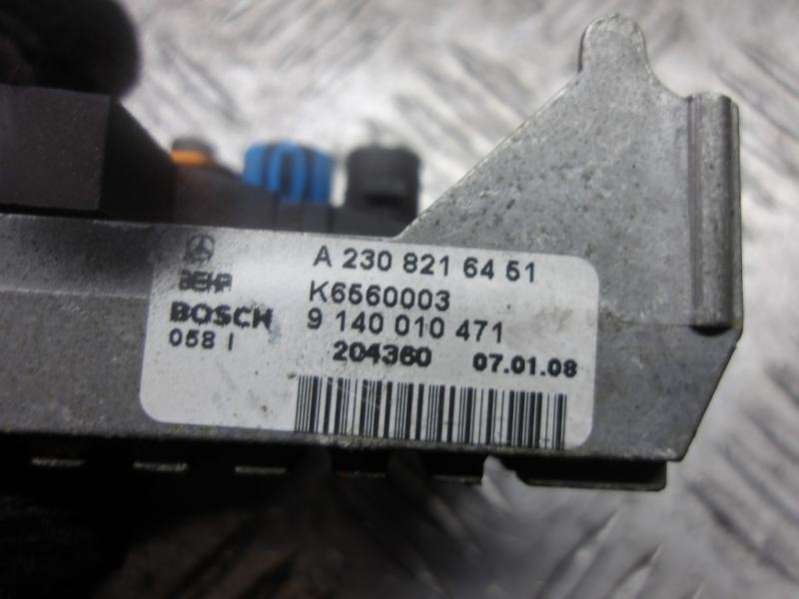 A 230 821 64 51
BEHR
K6560003
BOSCH
9 140 010 471
058 I
204360 07.01.08